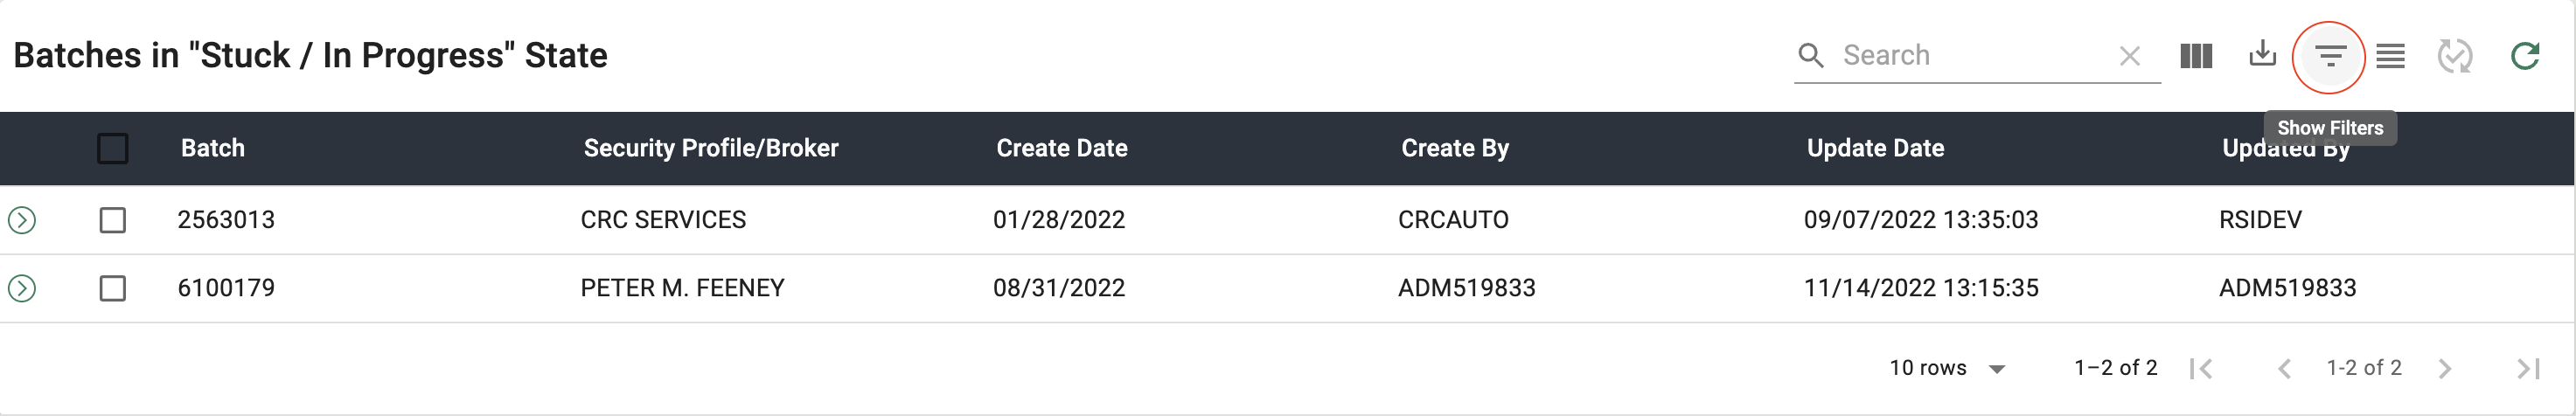 Batches in "Stuck / In Progress" State Search
Show Filters
Batch Security Profile/Broker Create Date Create By Update Date Updated By
2563013 CRC SERVICES 01/28/2022 CRCAUTO 09/07/2022 13:35:03 RSIDEV
6100179 PETER M. FEENEY 08/31/2022 ADM519833 11/14/2022 13:15:35 ADM519833
10 rows 1–2 of 2 1-2 of 2